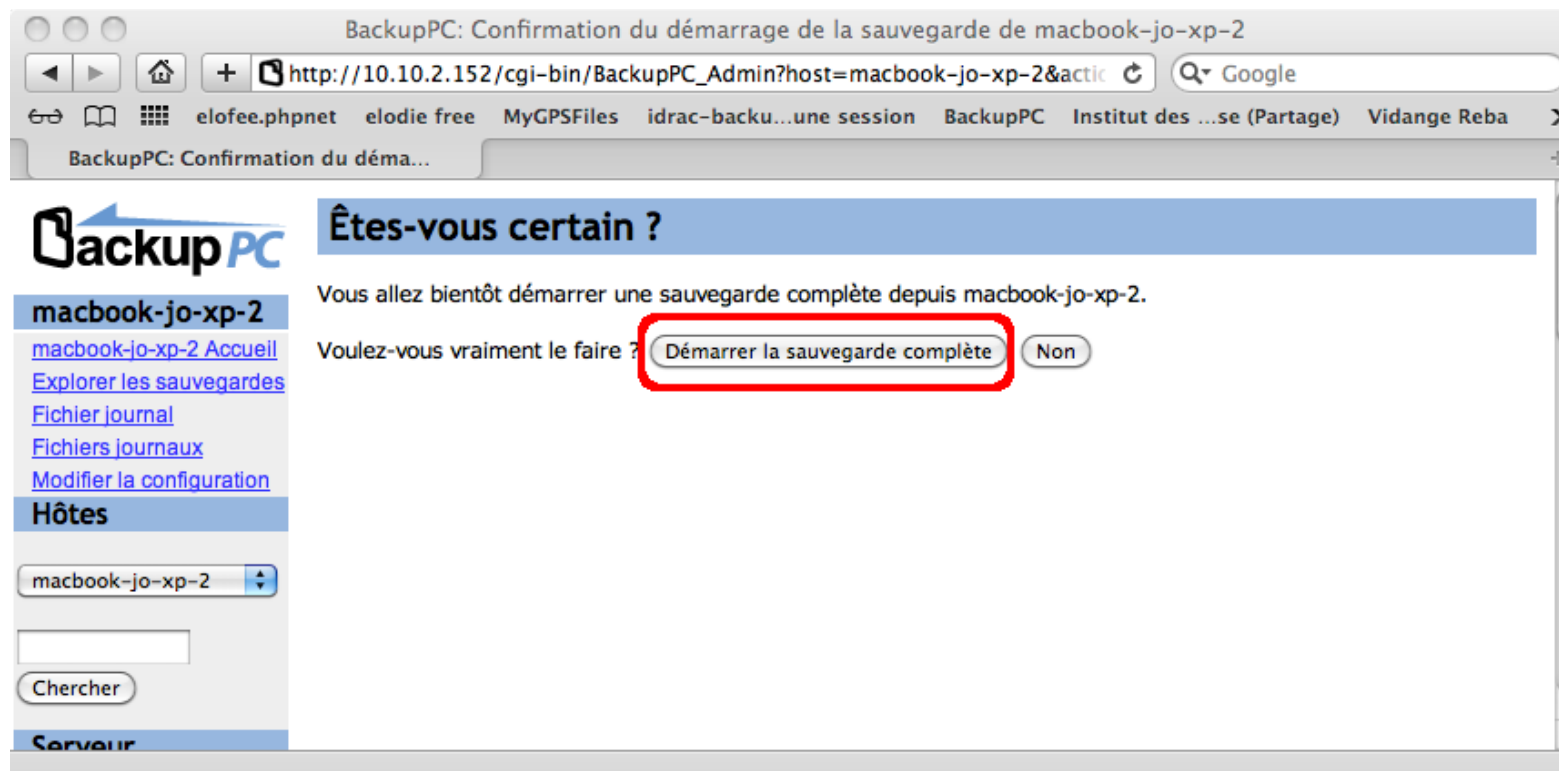 BackupPC: Confirmation du démarrage de la sauvegarde de macbook-jo-xp-2
http://10.10.2.152/cgi-bin/BackupPC_Admin?host=macbook-jo-xp-2&actic Google
elofee.phpnet elodie free MyGPSFiles idrac-backu...une session BackupPC Institut des ...se (Partage) Vidange Reba
BackupPC: Confirmation du déma...
BackupPC
macbook-jo-xp-2
macbook-jo-xp-2 Accueil
Explorer les sauvegardes
Fichier journal
Fichiers journaux
Modifier la configuration
Hôtes
macbook-jo-xp-2
Chercher
Serveur
Êtes-vous certain ?
Vous allez bientôt démarrer une sauvegarde complète depuis macbook-jo-xp-2.
Voulez-vous vraiment le faire ? Démarrer la sauvegarde complète Non